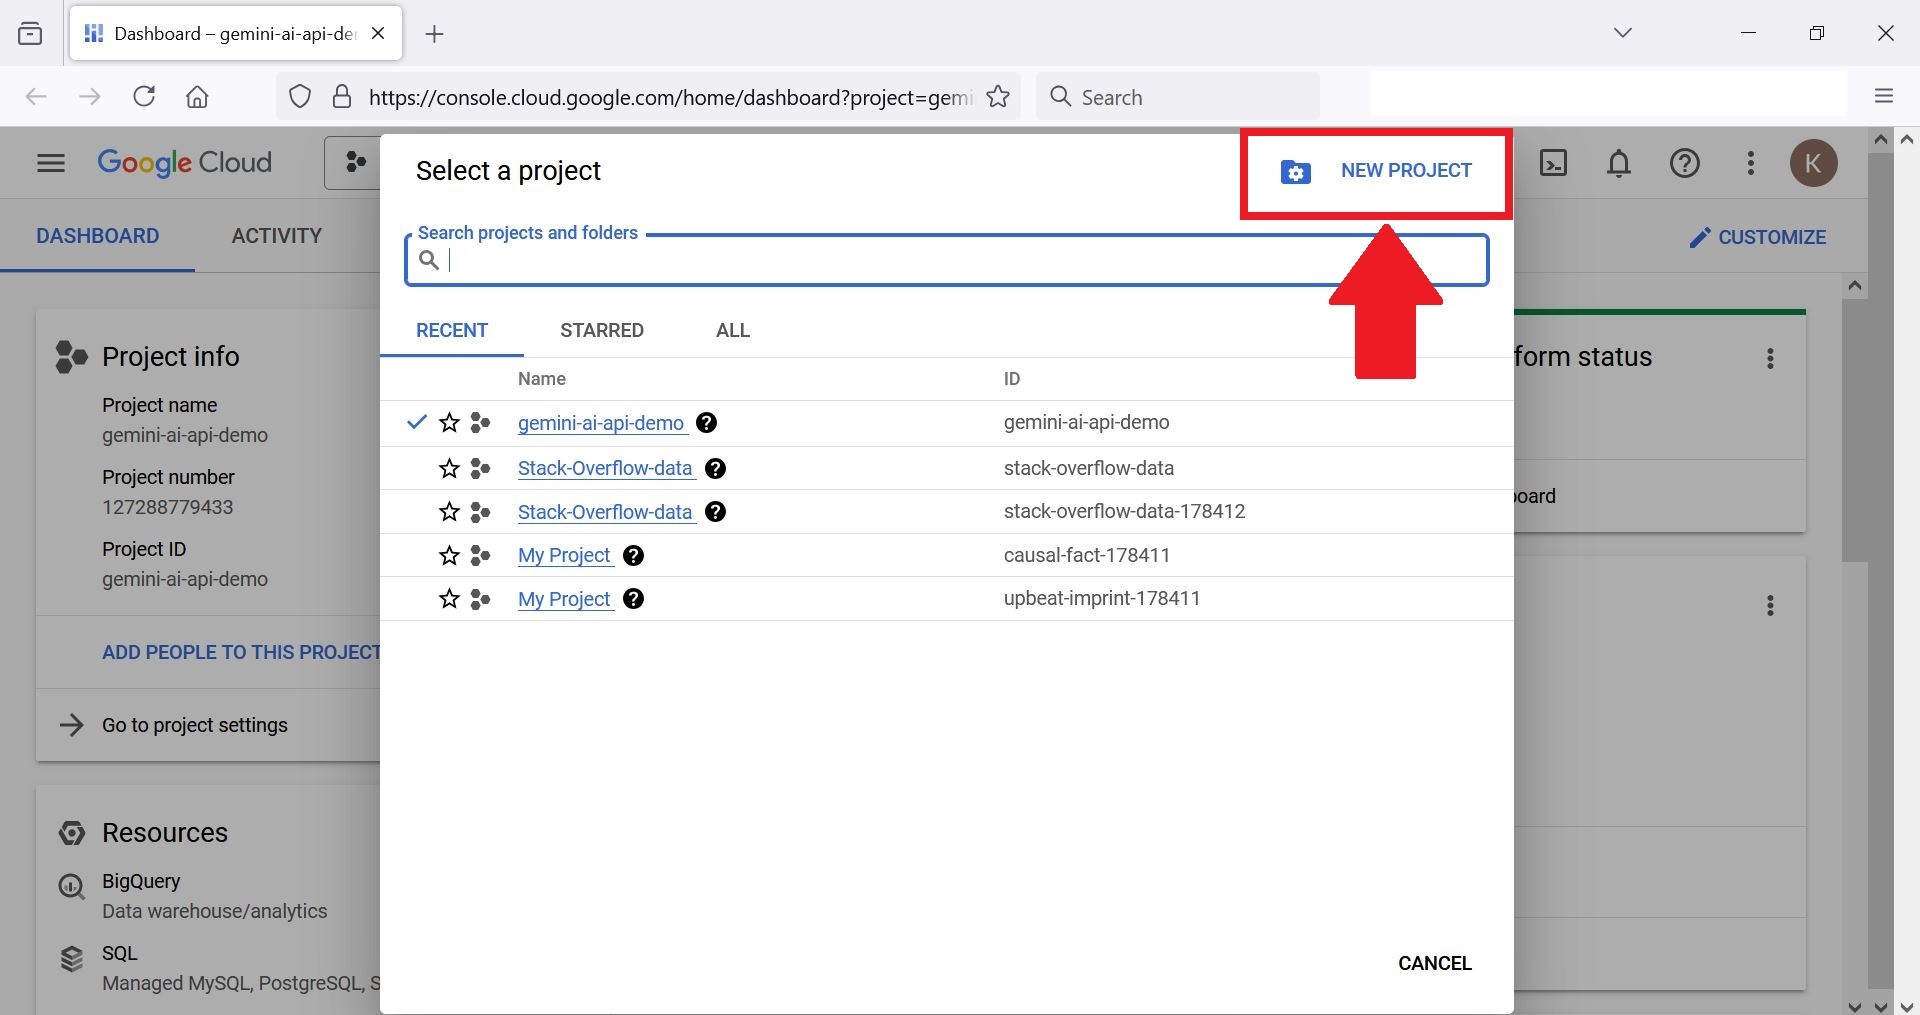 Dashboard – gemini-ai-api-de
https://console.cloud.google.com/home/dashboard?project=gemi
Search
Google Cloud
Select a project
NEW PROJECT
K
DASHBOARD
ACTIVITY
CUSTOMIZE
Search projects and folders
RECENT
STARRED
ALL
Name
ID
gemini-ai-api-demo
gemini-ai-api-demo
Stack-Overflow-data
stack-overflow-data
Stack-Overflow-data
stack-overflow-data-178412
My Project
causal-fact-178411
My Project
upbeat-imprint-178411
CANCEL
Project info
Project name
gemini-ai-api-demo
Project number
127288779433
Project ID
gemini-ai-api-demo
ADD PEOPLE TO THIS PROJECT
Go to project settings
Resources
BigQuery
Data warehouse/analytics
SQL
Managed MySQL, PostgreSQL, S
form status
board